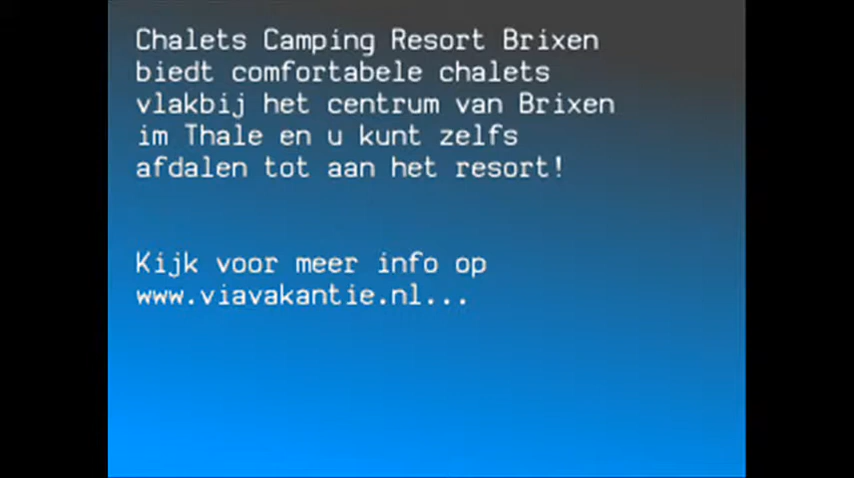 Chalets Camping Resort Brixen
biedt comfortabele chalets
vlakbij het centrum van Brixen
im Thale en u kunt zelfs
afdalen tot aan het resort!
Kijk voor meer info op
www.viavakantie.nl...